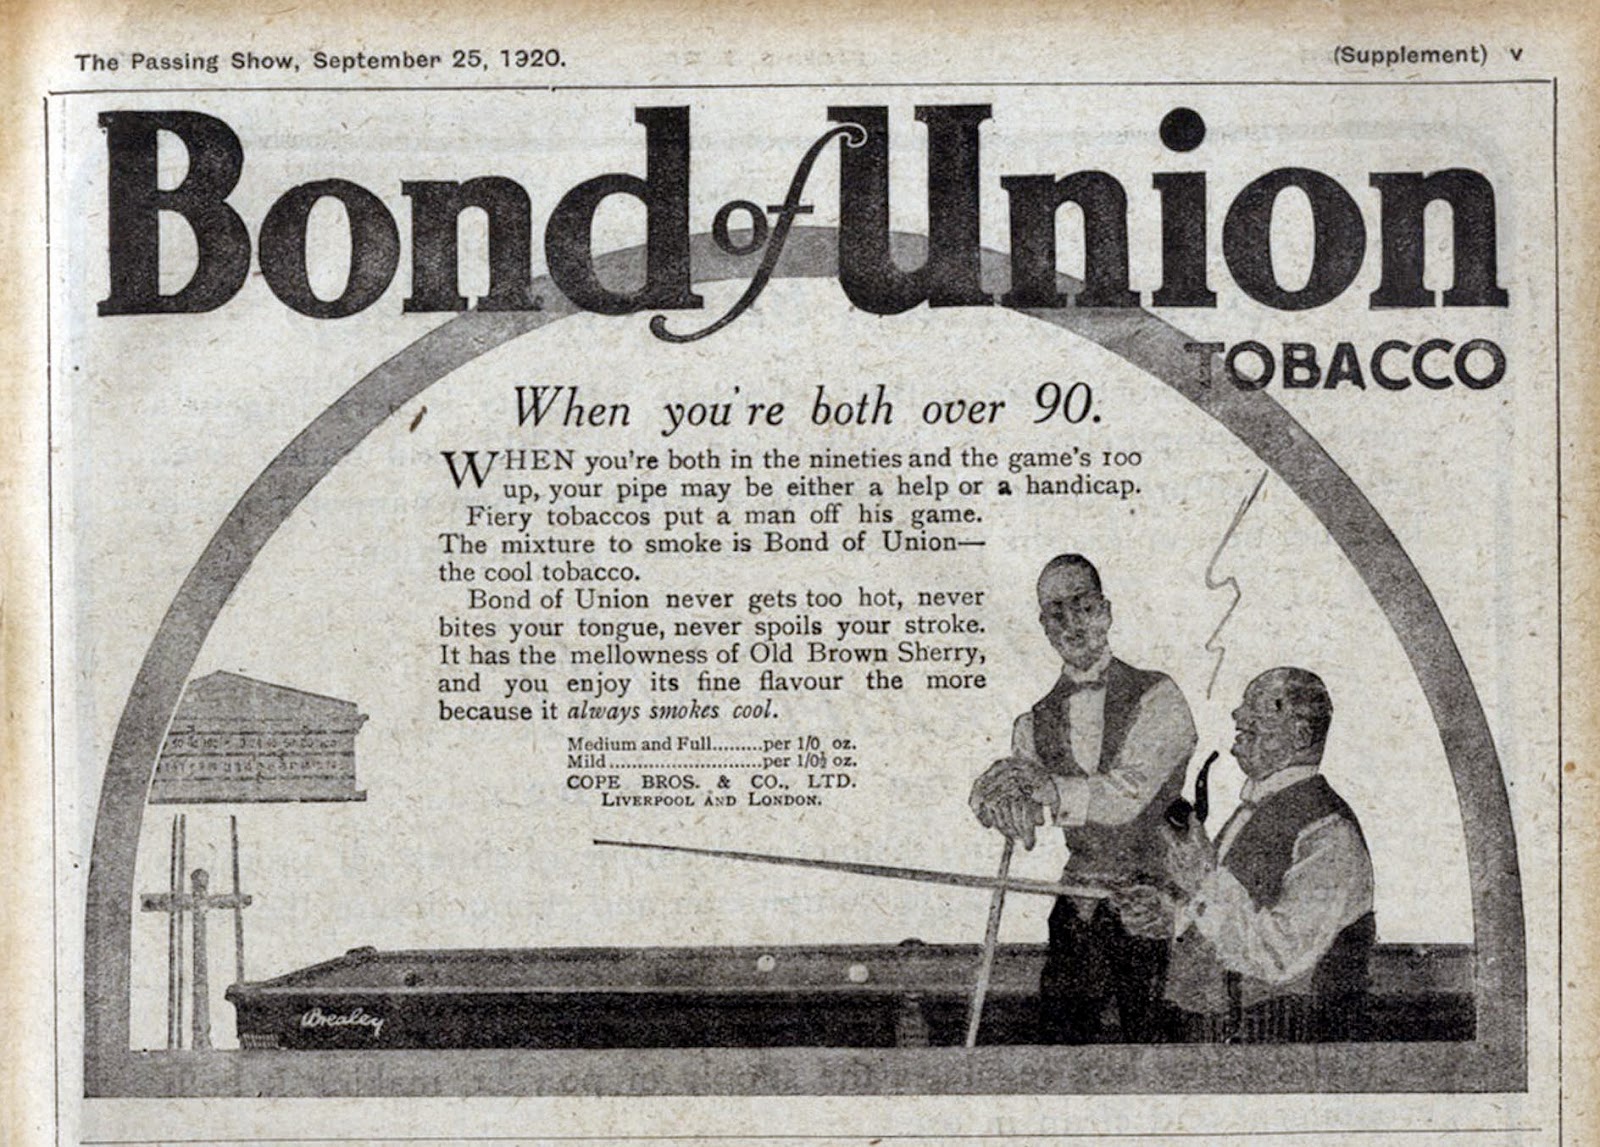 The Passing Show, September 25, 1920.
(Supplement) v
Bond of Union
TOBACCO
When you're both over 90.
WHEN you're both in the nineties and the game's 100
up, your pipe may be either a help or a handicap.
Fiery tobaccos put a man off his game.
The mixture to smoke is Bond of Union—
the cool tobacco.
Bond of Union never gets too hot, never
bites your tongue, never spoils your stroke.
It has the mellowness of Old Brown Sherry,
and you enjoy its fine flavour the more
because it always smokes cool.
Medium and Full.........per 1/0 oz.
Mild...........................per 1/0½ oz.
COPE BROS. & CO., LTD.
LIVERPOOL AND LONDON.
Brealey